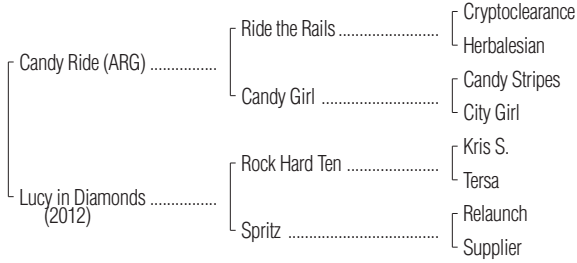 Cryptoclearance
Ride the Rails ........................
Herbalesian
Candy Ride (ARG) ................
Candy Stripes
Candy Girl ............................
City Girl
Kris S.
Rock Hard Ten ......................
Tersa
Lucy in Diamonds ................
(2012)
Relaunch
Spritz ....................................
Supplier